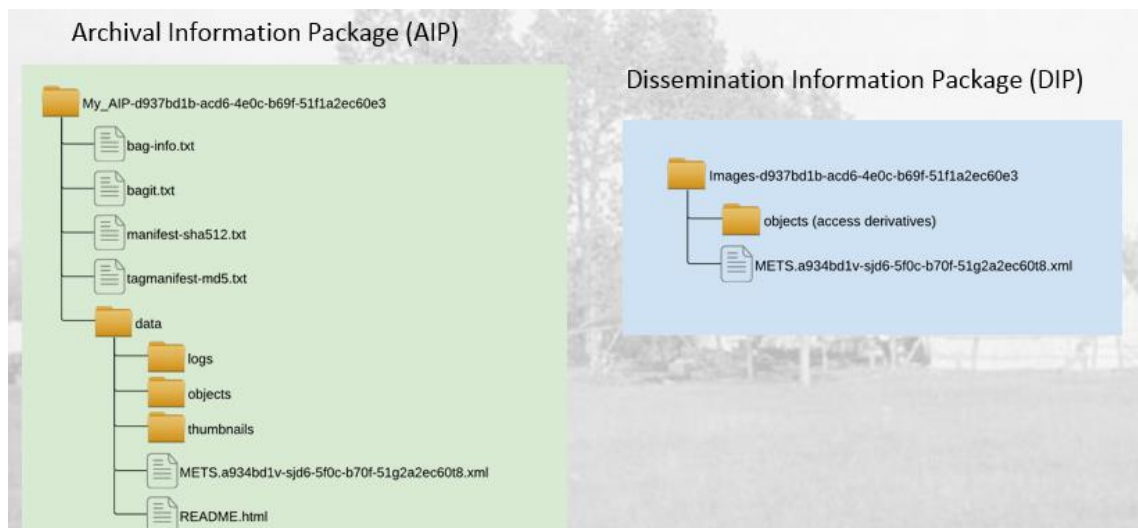 Archival Information Package (AIP)
My_AIP-d937bd1b-acd6-4e0c-b69f-51f1a2ec60e3
bag-info.txt
bagit.txt
manifest-sha512.txt
tagmanifest-md5.txt
data
logs
objects
thumbnails
METS.a934bd1v-sjd6-5f0c-b70f-51g2a2ec60t8.xml
README.html
Dissemination Information Package (DIP)
Images-d937bd1b-acd6-4e0c-b69f-51f1a2ec60e3
objects (access derivatives)
METS.a934bd1v-sjd6-5f0c-b70f-51g2a2ec60t8.xml